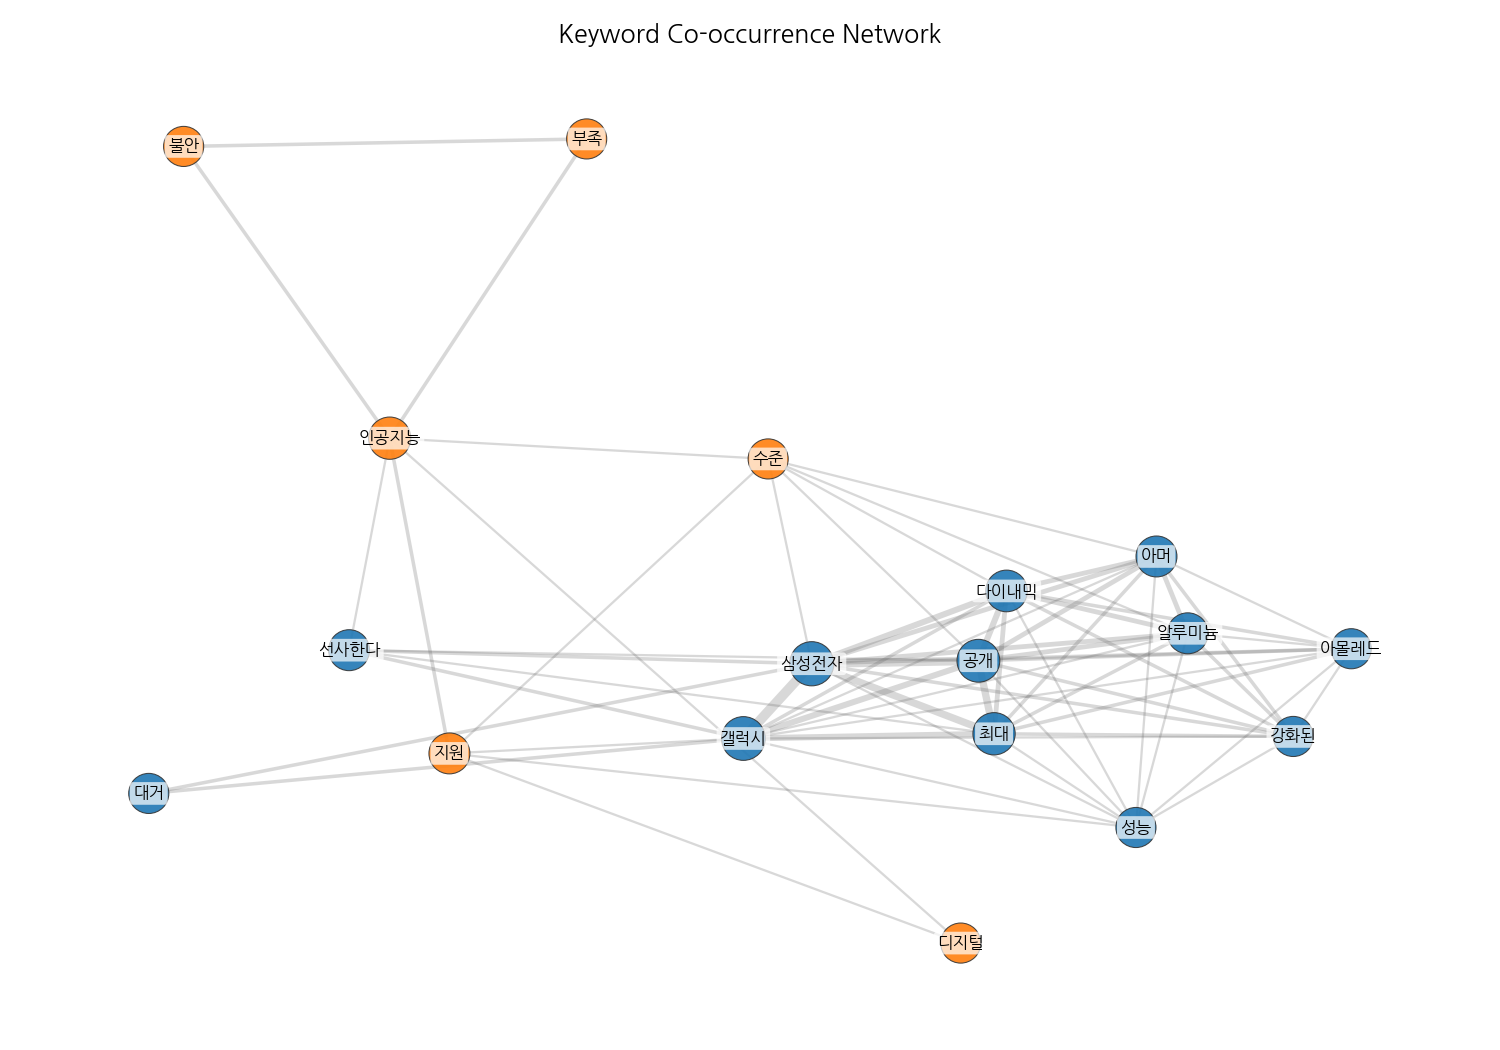 Keyword Co-occurrence Network
불안
부족
인공지능
수준
아머
다이내믹
알루미늄
선사한다
삼성전자
공개
아몰레드
갤럭시
최대
강화된
지원
대거
성능
디지털